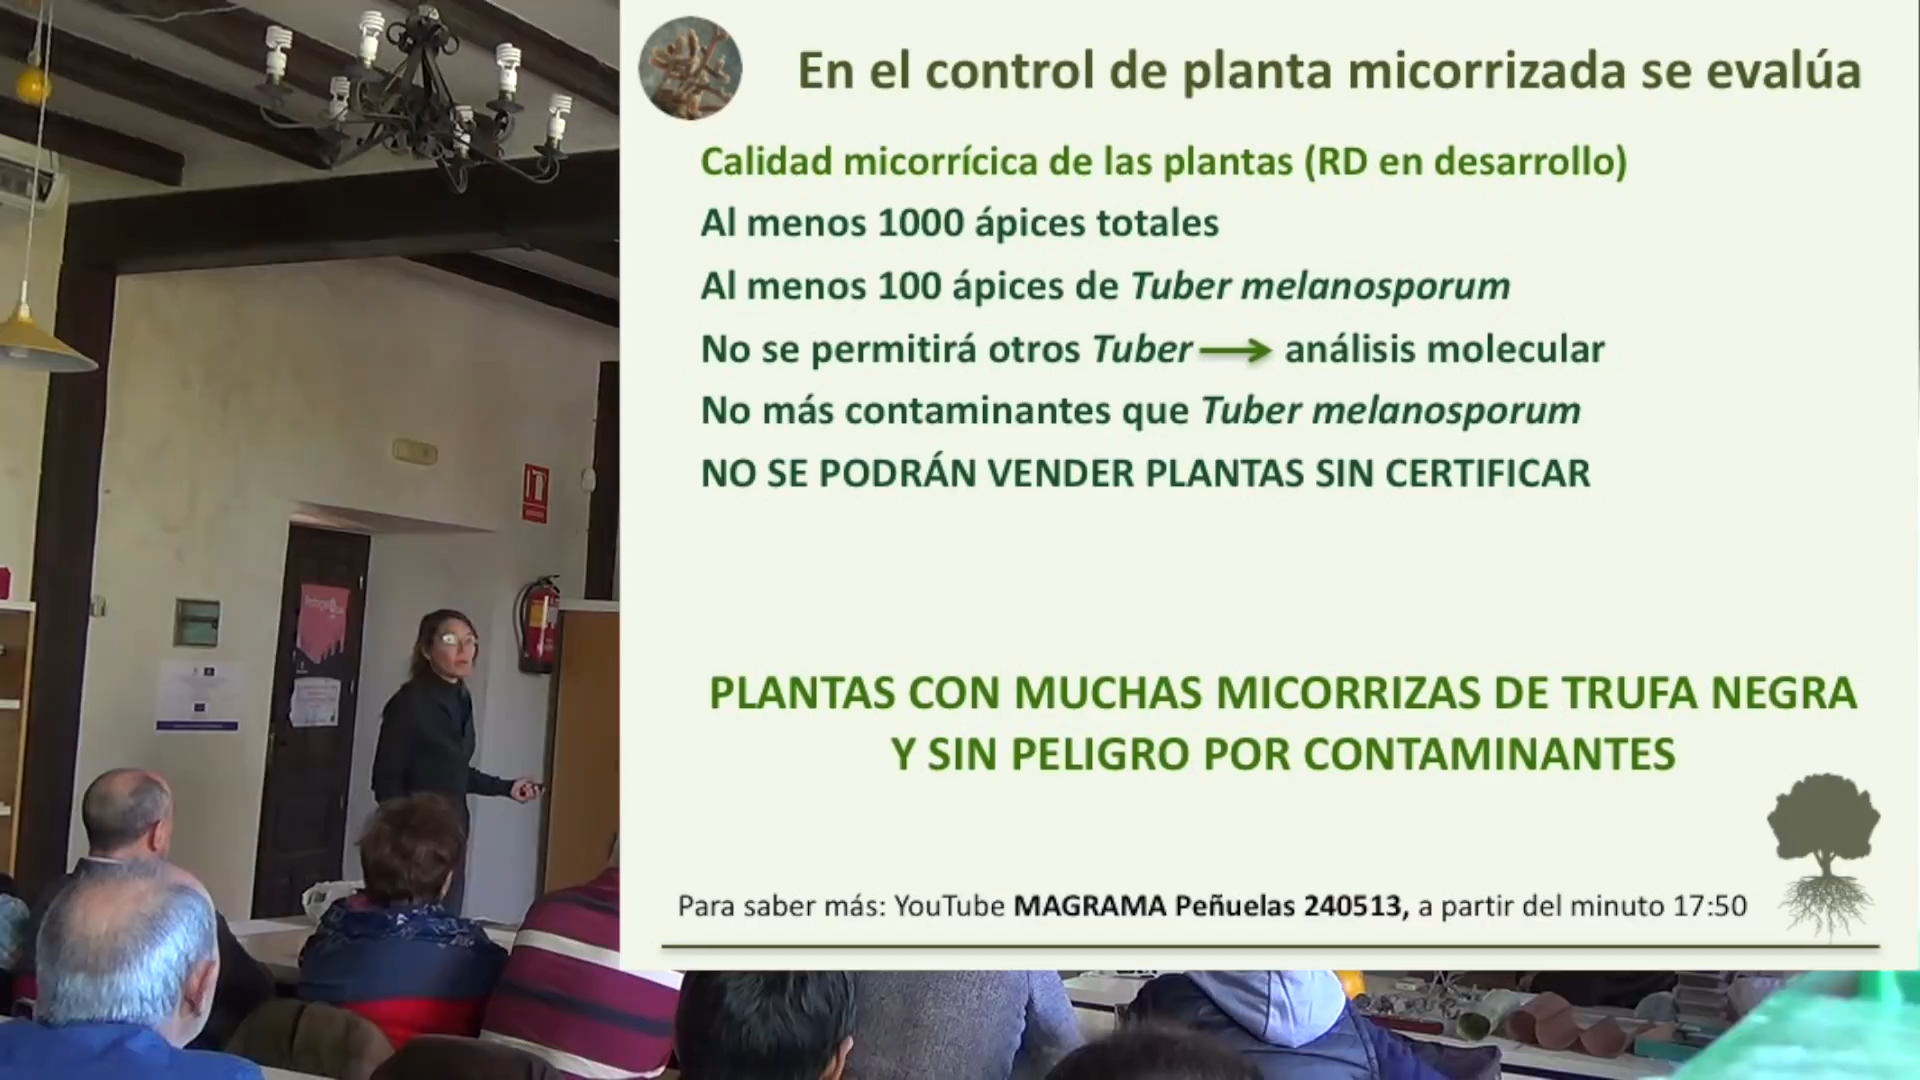 En el control de planta micorrizada se evalúa
Calidad micorrícica de las plantas (RD en desarrollo)
Al menos 1000 ápices totales
Al menos 100 ápices de Tuber melanosporum
No se permitirá otros Tuber → análisis molecular
No más contaminantes que Tuber melanosporum
NO SE PODRÁN VENDER PLANTAS SIN CERTIFICAR
PLANTAS CON MUCHAS MICORRIZAS DE TRUFA NEGRA
Y SIN PELIGRO POR CONTAMINANTES
Para saber más: YouTube MAGRAMA Peñuelas 240513, a partir del minuto 17:50